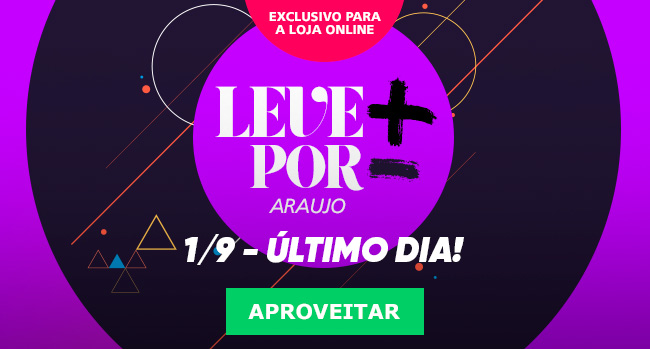 EXCLUSIVO PARA
A LOJA ONLINE
LEVE +
POR =
ARAUJO
1/9 - ÚLTIMO DIA!
APROVEITAR